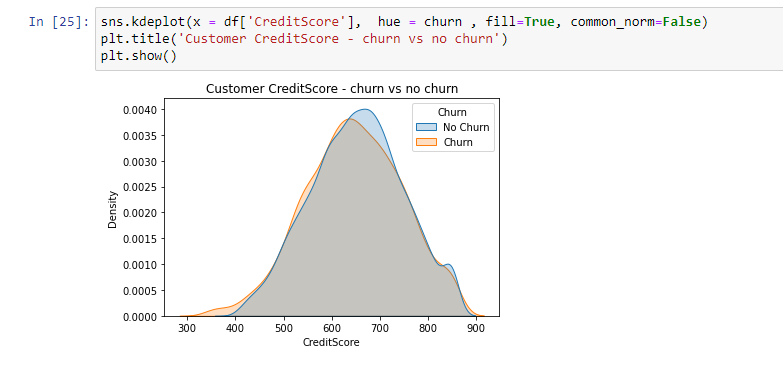 In [25]: sns.kdeplot(x = df['CreditScore'],  hue = churn , fill=True, common_norm=False)
plt.title('Customer CreditScore - churn vs no churn')
plt.show()
Customer CreditScore - churn vs no churn
Churn
No Churn
Churn
0.0040
0.0035
0.0030
0.0025
0.0020
0.0015
0.0010
0.0005
0.0000
Density
300 400 500 600 700 800 900
CreditScore